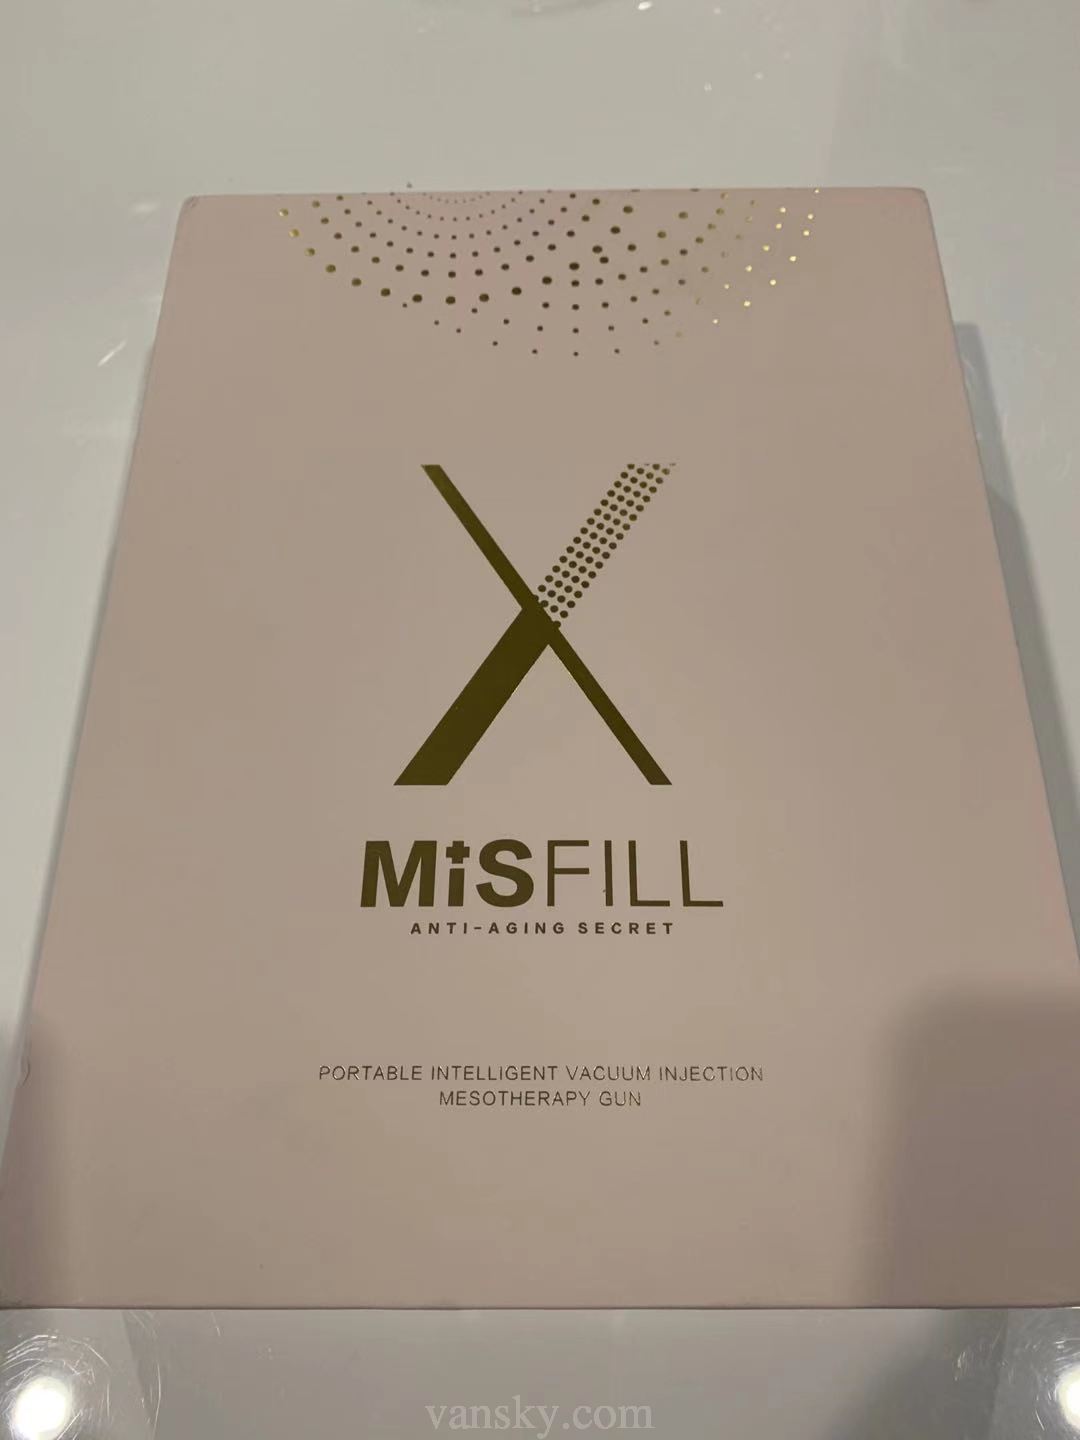 X
MiSFILL
ANTI-AGING SECRET
PORTABLE INTELLIGENT VACUUM INJECTION
MESOTHERAPY GUN
vansky.com